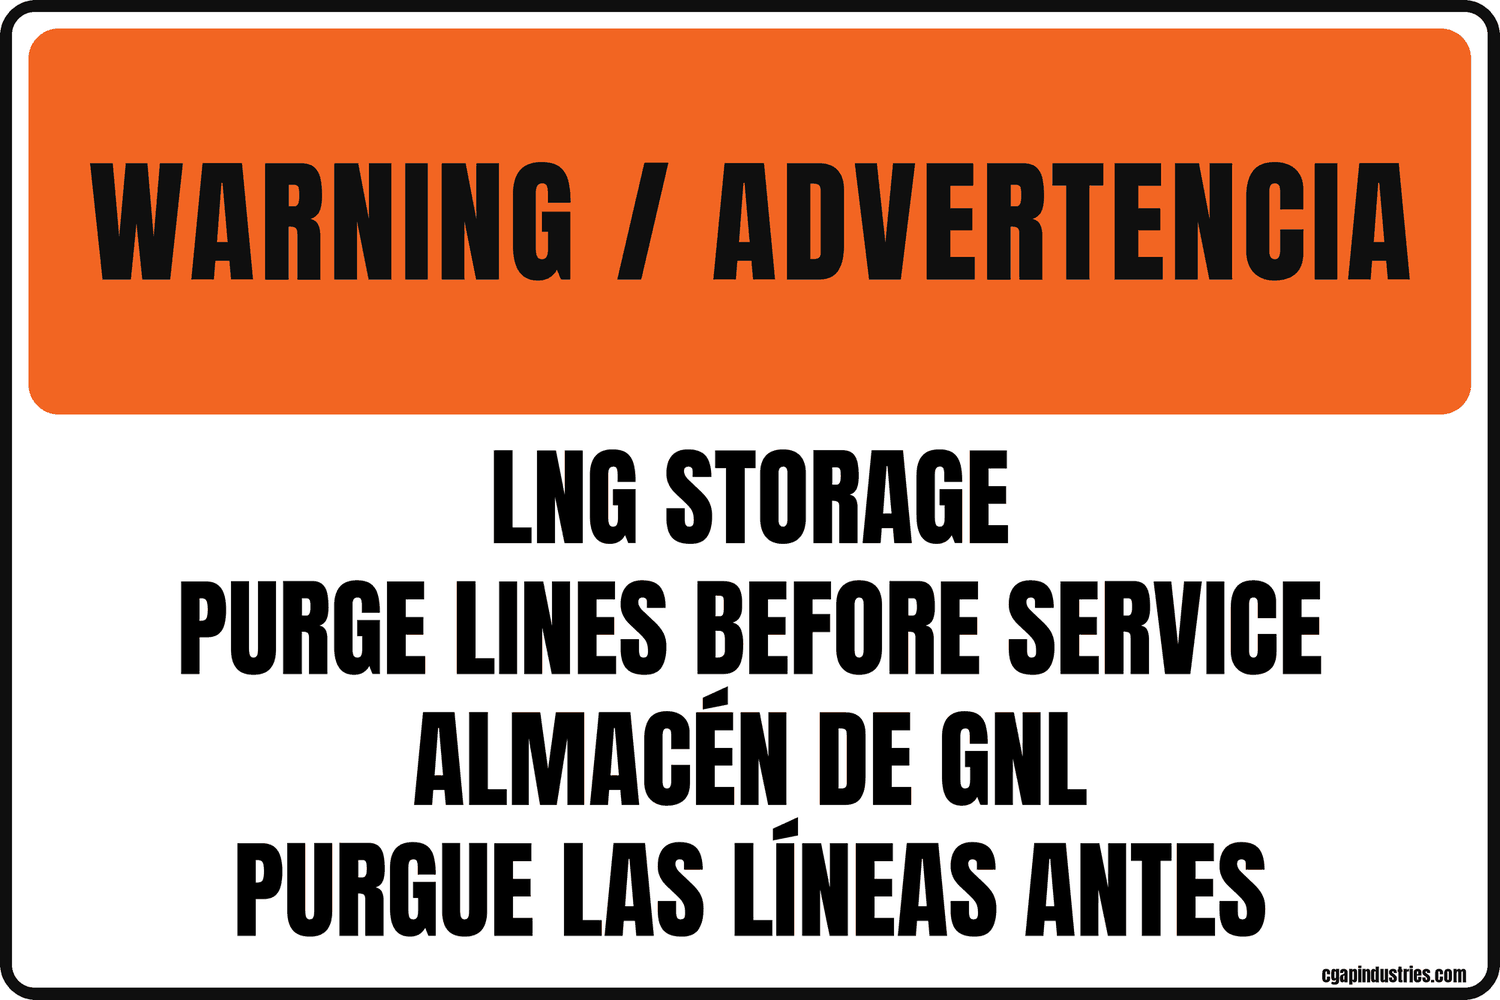 WARNING / ADVERTENCIA
LNG STORAGE
PURGE LINES BEFORE SERVICE
ALMACÉN DE GNL
PURGUE LAS LÍNEAS ANTES
cgapindustries.com